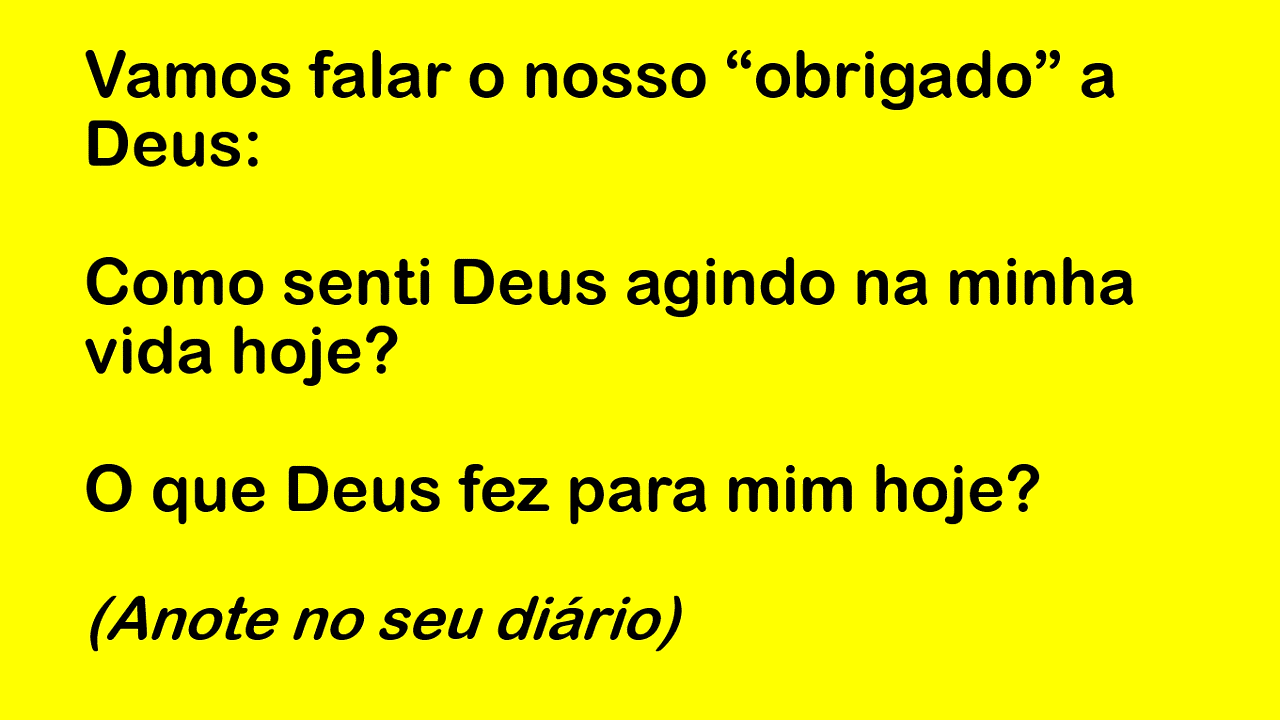 Vamos falar o nosso “obrigado” a
Deus:
Como senti Deus agindo na minha
vida hoje?
O que Deus fez para mim hoje?
(Anote no seu diário)